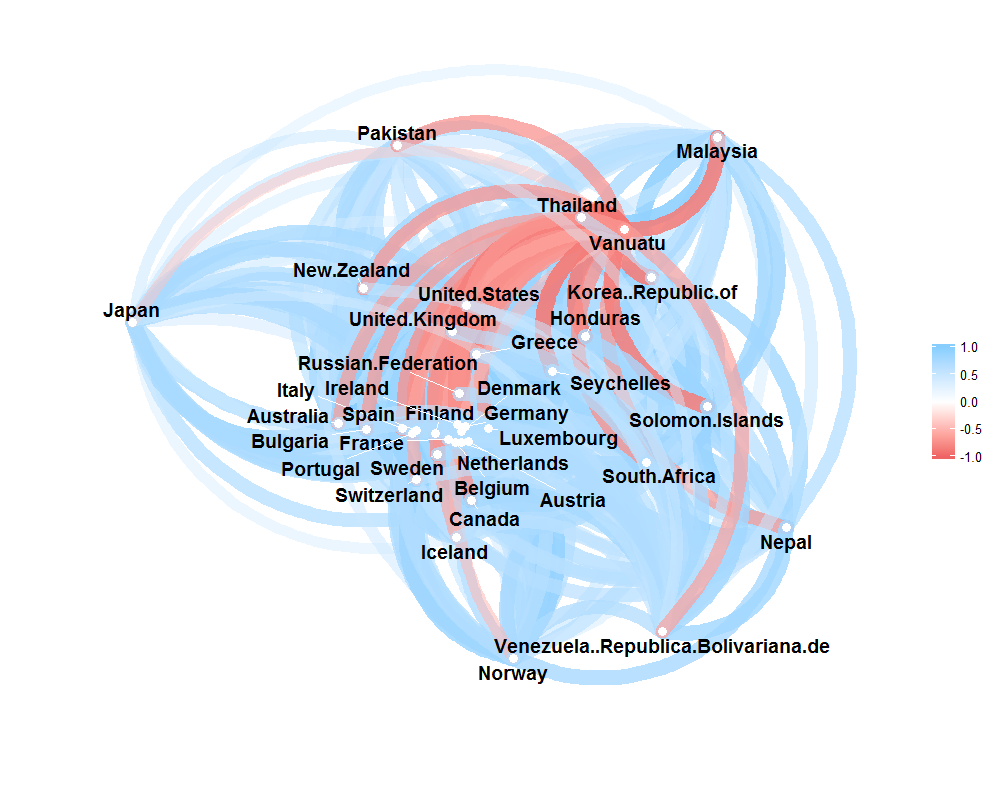 Pakistan
Malaysia
Thailand
Vanuatu
New.Zealand
United.States
Korea..Republic.of
Japan
United.Kingdom
Honduras
Greece
Russian.Federation
Italy
Ireland
Denmark
Seychelles
Australia
Spain
Finland
Germany
Solomon.Islands
Bulgaria
France
Luxembourg
Portugal
Sweden
Netherlands
South.Africa
Switzerland
Belgium
Austria
Canada
Nepal
Iceland
Venezuela..Republica.Bolivariana.de
Norway
1.0
0.5
0.0
-0.5
-1.0